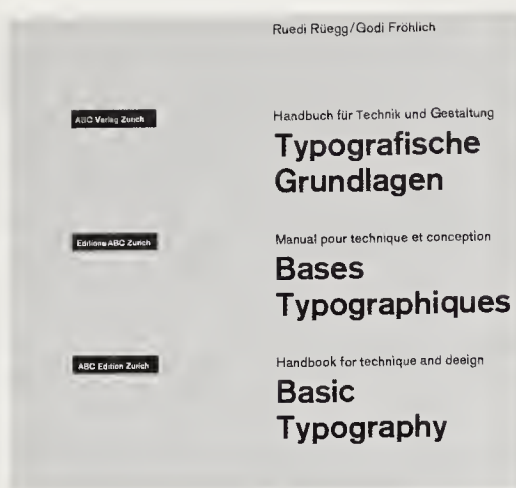 Ruedi Rüegg/Godi Fröhlich
ABC Verlag Zurich
Handbuch für Technik und Gestaltung
Typografische
Grundlagen
Editions ABC Zurich
Manual pour technique et conception
Bases
Typographiques
ABC Edition Zurich
Handbook for technique and design
Basic
Typography